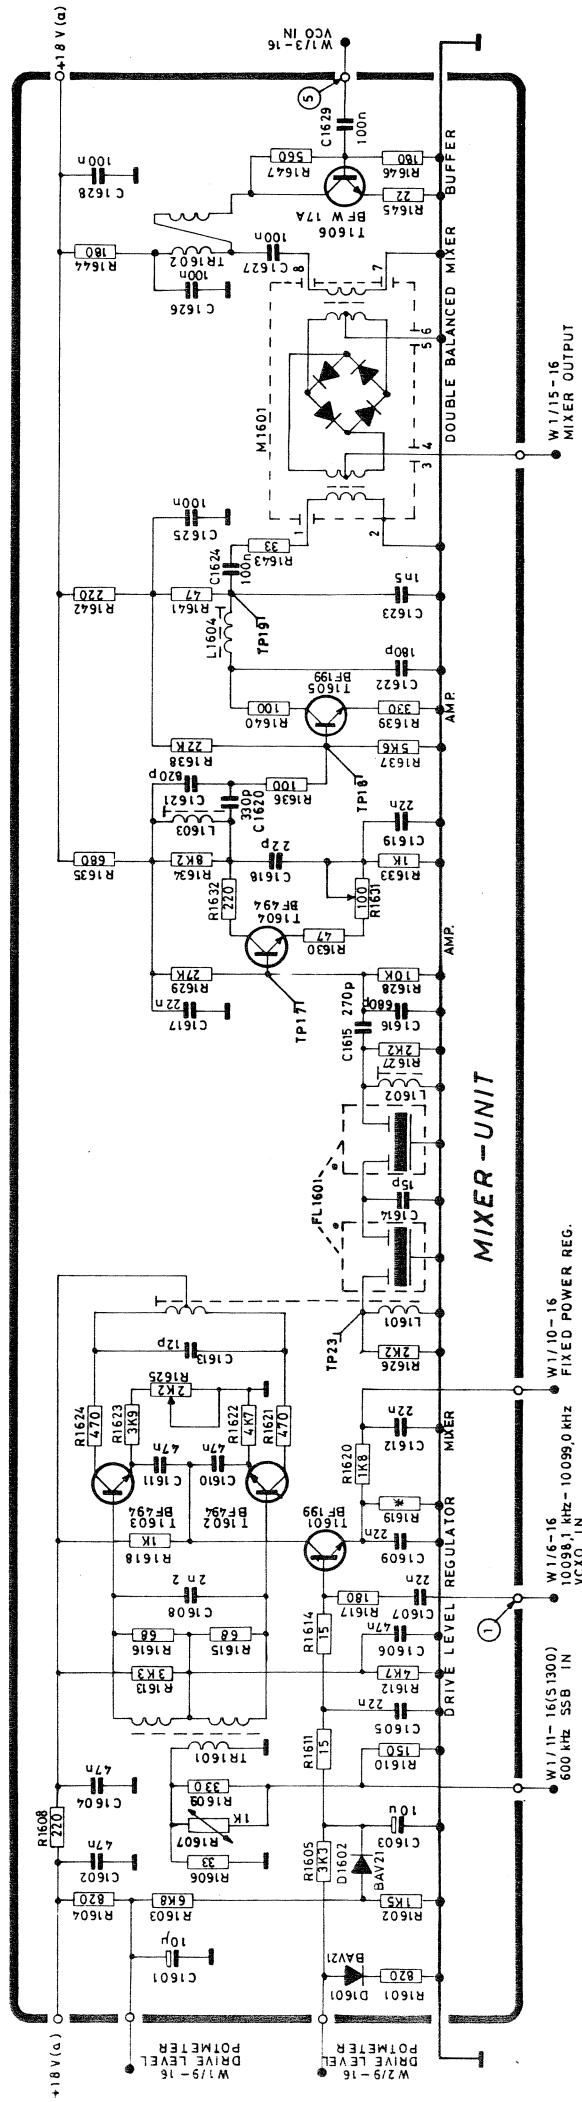 +18V(a)
W1/9-16
DRIVE LEVEL
POTMETER
W2/9-16
DRIVE LEVEL
POTMETER
C1601
10µ
R1604
820
R1603
6K8
C1602
47n
R1608
220
C1604
47n
R1606
33
R1607
1K
R1609
330
TR1601
D1601
BAV21
R1601
820
R1605
3K3
D1602
BAV21
R1602
1K5
C1603
10u
R1610
150
R1611
15
C1605
22n
R1612
4K7
C1606
47n
R1613
3K3
R1616
68
R1615
68
C1608
2n2
R1614
15
R1617
180
C1607
22n
R1618
1K
T1603
BF494
T1602
BF494
T1601
BF199
C1609
22n
R1619
*
C1611
47n
C1610
47n
R1624
470
R1623
3K9
R1625
2K2
R1622
4K7
R1621
470
C1613
12p
R1620
1K8
C1612
22n
DRIVE LEVEL REGULATOR
MIXER
W1/11-16(S1300)
600 kHz SSB IN
1
W1/6-16
10098,1 kHz-10099,0 kHz
VCXO IN
W1/10-16
FIXED POWER REG.
R1626
2K2
L1601
TP23
FL1601
C1614
15p
L1602
R1627
2K2
C1615
270p
C1616
680p
MIXER-UNIT
C1617
22n
R1629
27K
TP17
R1628
10K
T1604
BF494
R1630
47
R1632
220
R1631
100
AMP.
R1635
680
R1634
8K2
L1603
C1621
820p
C1620
330p
C1618
22p
R1633
1K
C1619
22n
R1636
100
TP18
R1638
22K
R1637
5K6
T1605
BF199
R1640
100
R1639
330
AMP.
C1622
180p
L1604
TP19
R1642
220
R1641
47
C1625
100n
C1624
100n
C1623
1n5
R1643
33
M1601
1
2
3
4
5
6
7
8
DOUBLE BALANCED MIXER
W1/15-16
MIXER OUTPUT
C1626
100n
R1644
180
TR1602
C1627
100n
C1628
100n
T1606
BFW 17A
R1647
560
R1646
180
R1645
22
BUFFER
C1629
100n
5
+18V(a)
W1/3-16
VCO IN